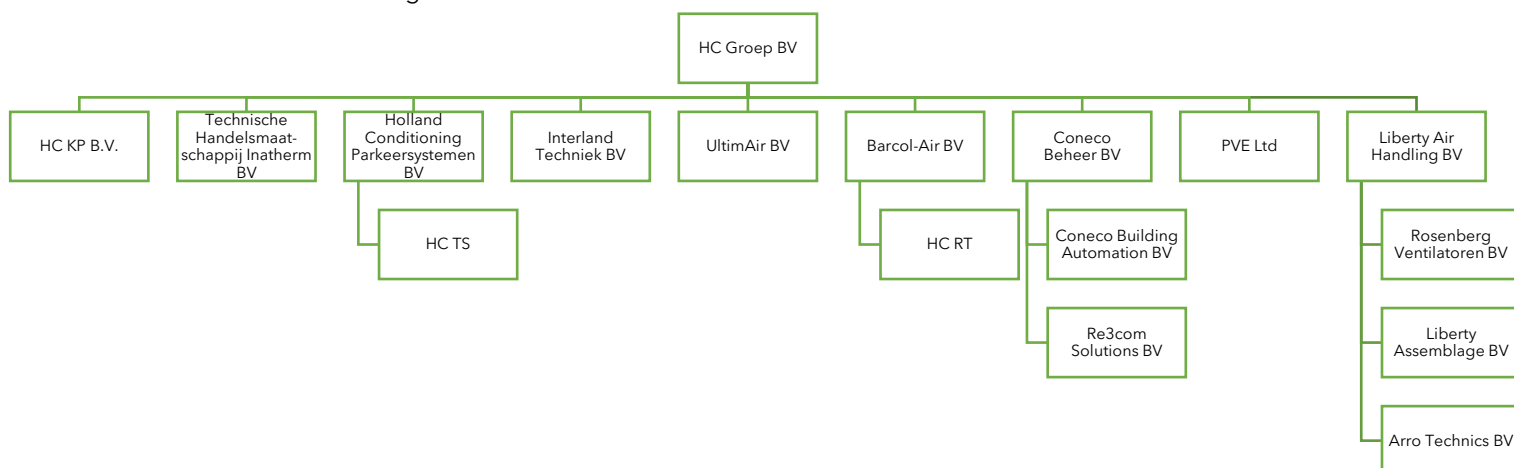 HC Groep BV
HC KP B.V.
Technische
Handelsmaat-
schappij Inatherm
BV
Holland
Conditioning
Parkeersystemen
BV
Interland
Techniek BV
UltimAir BV
Barcol-Air BV
Coneco
Beheer BV
PVE Ltd
Liberty Air
Handling BV
HC TS
HC RT
Coneco Building
Automation BV
Rosenberg
Ventilatoren BV
Re3com
Solutions BV
Liberty
Assemblage BV
Arro Technics BV